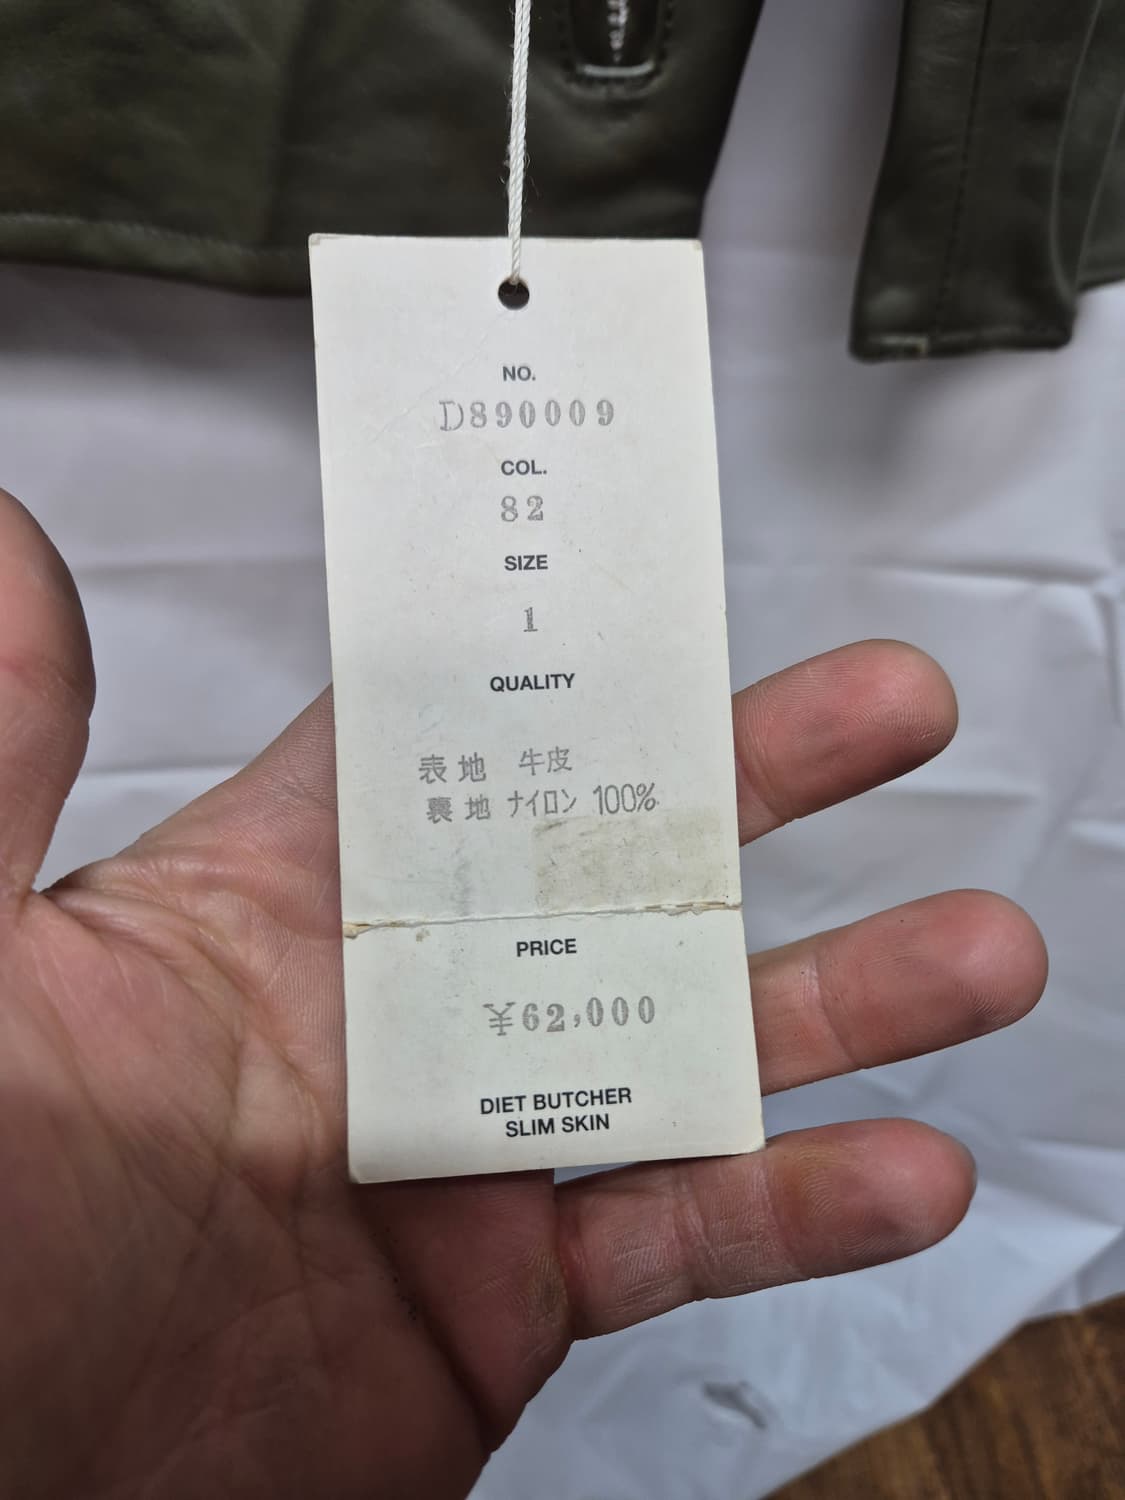 NO.
D890009
COL.
82
SIZE
1
QUALITY
表地 牛皮
裏地 ナイロン 100%
PRICE
¥62,000
DIET BUTCHER
SLIM SKIN